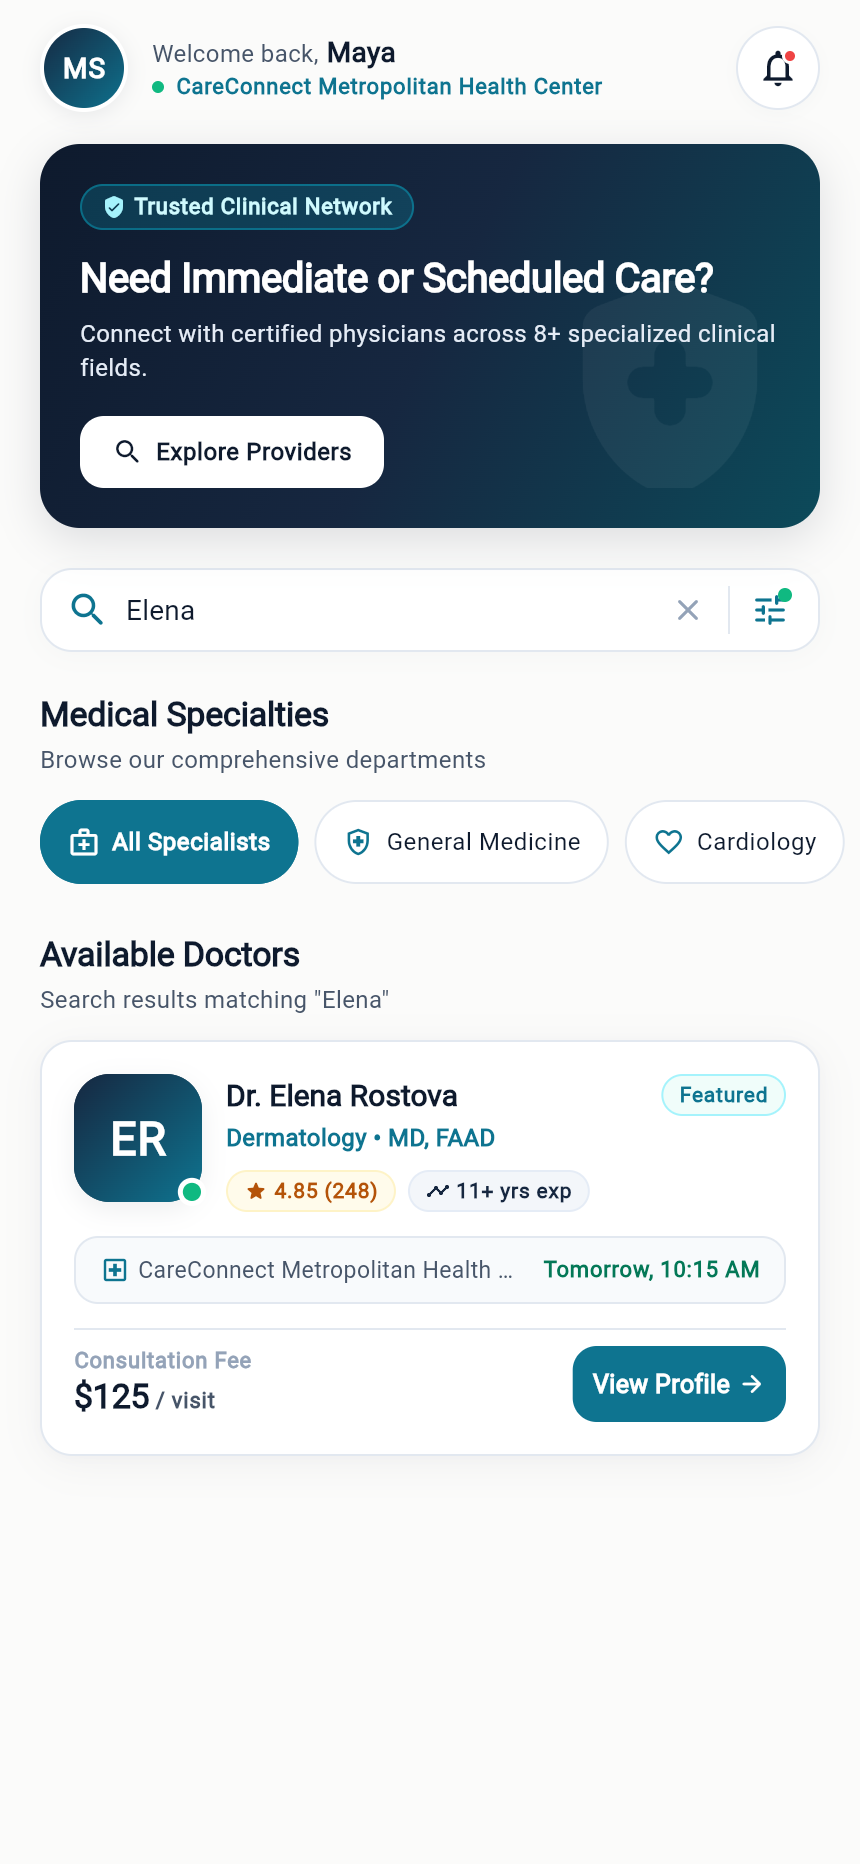 MS
Welcome back, Maya
CareConnect Metropolitan Health Center
Trusted Clinical Network
Need Immediate or Scheduled Care?
Connect with certified physicians across 8+ specialized clinical
fields.
Explore Providers
Elena
Medical Specialties
Browse our comprehensive departments
All Specialists
General Medicine
Cardiology
Available Doctors
Search results matching "Elena"
ER
Dr. Elena Rostova
Featured
Dermatology • MD, FAAD
4.85 (248)
11+ yrs exp
CareConnect Metropolitan Health ...
Tomorrow, 10:15 AM
Consultation Fee
$125 / visit
View Profile